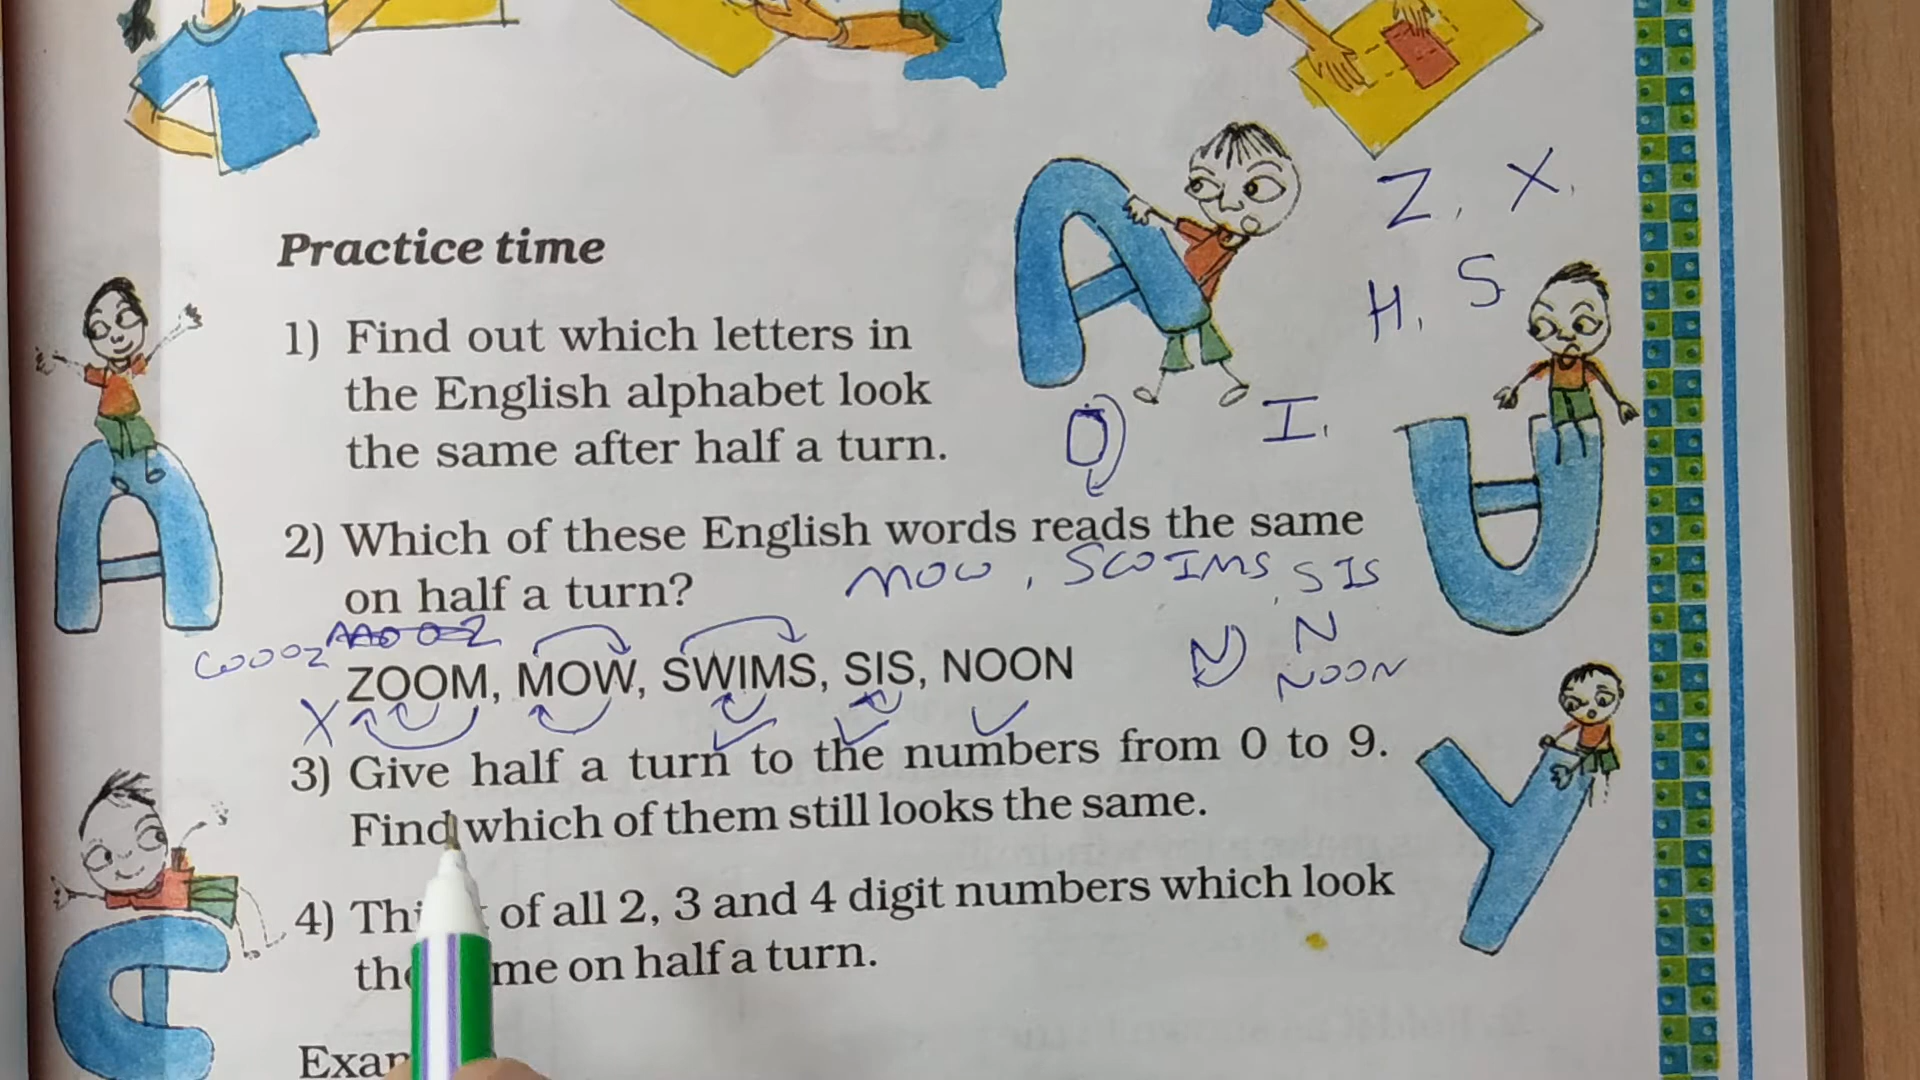 Z, X,
Practice time
H, S
1) Find out which letters in
the English alphabet look
the same after half a turn.
O I,
2) Which of these English words reads the same
on half a turn?
MOW, SWIMS, SIS
WOOZ
ZOOM, MOW, SWIMS, SIS, NOON
N N
NOON
X
3) Give half a turn to the numbers from 0 to 9.
Find which of them still looks the same.
4) of all 2, 3 and 4 digit numbers which look
on half a turn.